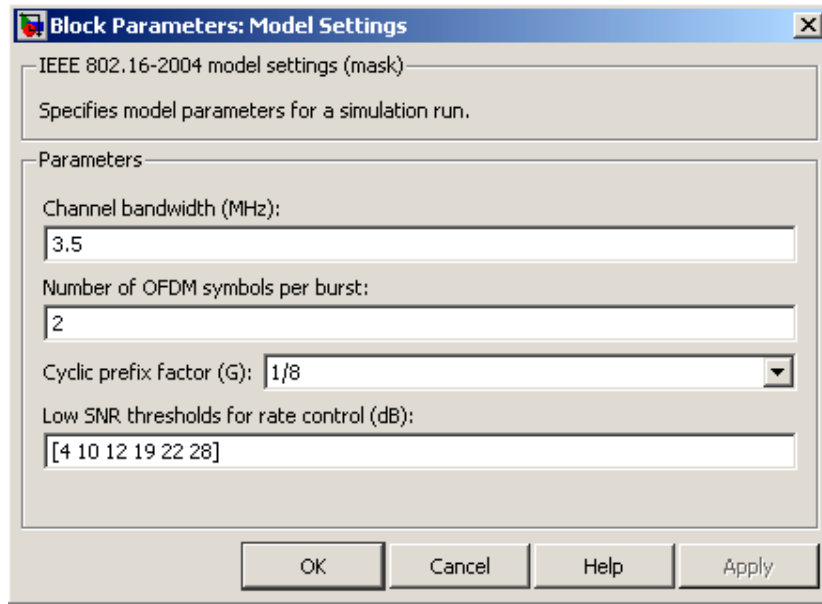 Block Parameters: Model Settings
IEEE 802.16-2004 model settings (mask)
Specifies model parameters for a simulation run.
Parameters
Channel bandwidth (MHz):
3.5
Number of OFDM symbols per burst:
2
Cyclic prefix factor (G): 1/8
Low SNR thresholds for rate control (dB):
[4 10 12 19 22 28]
OK Cancel Help Apply